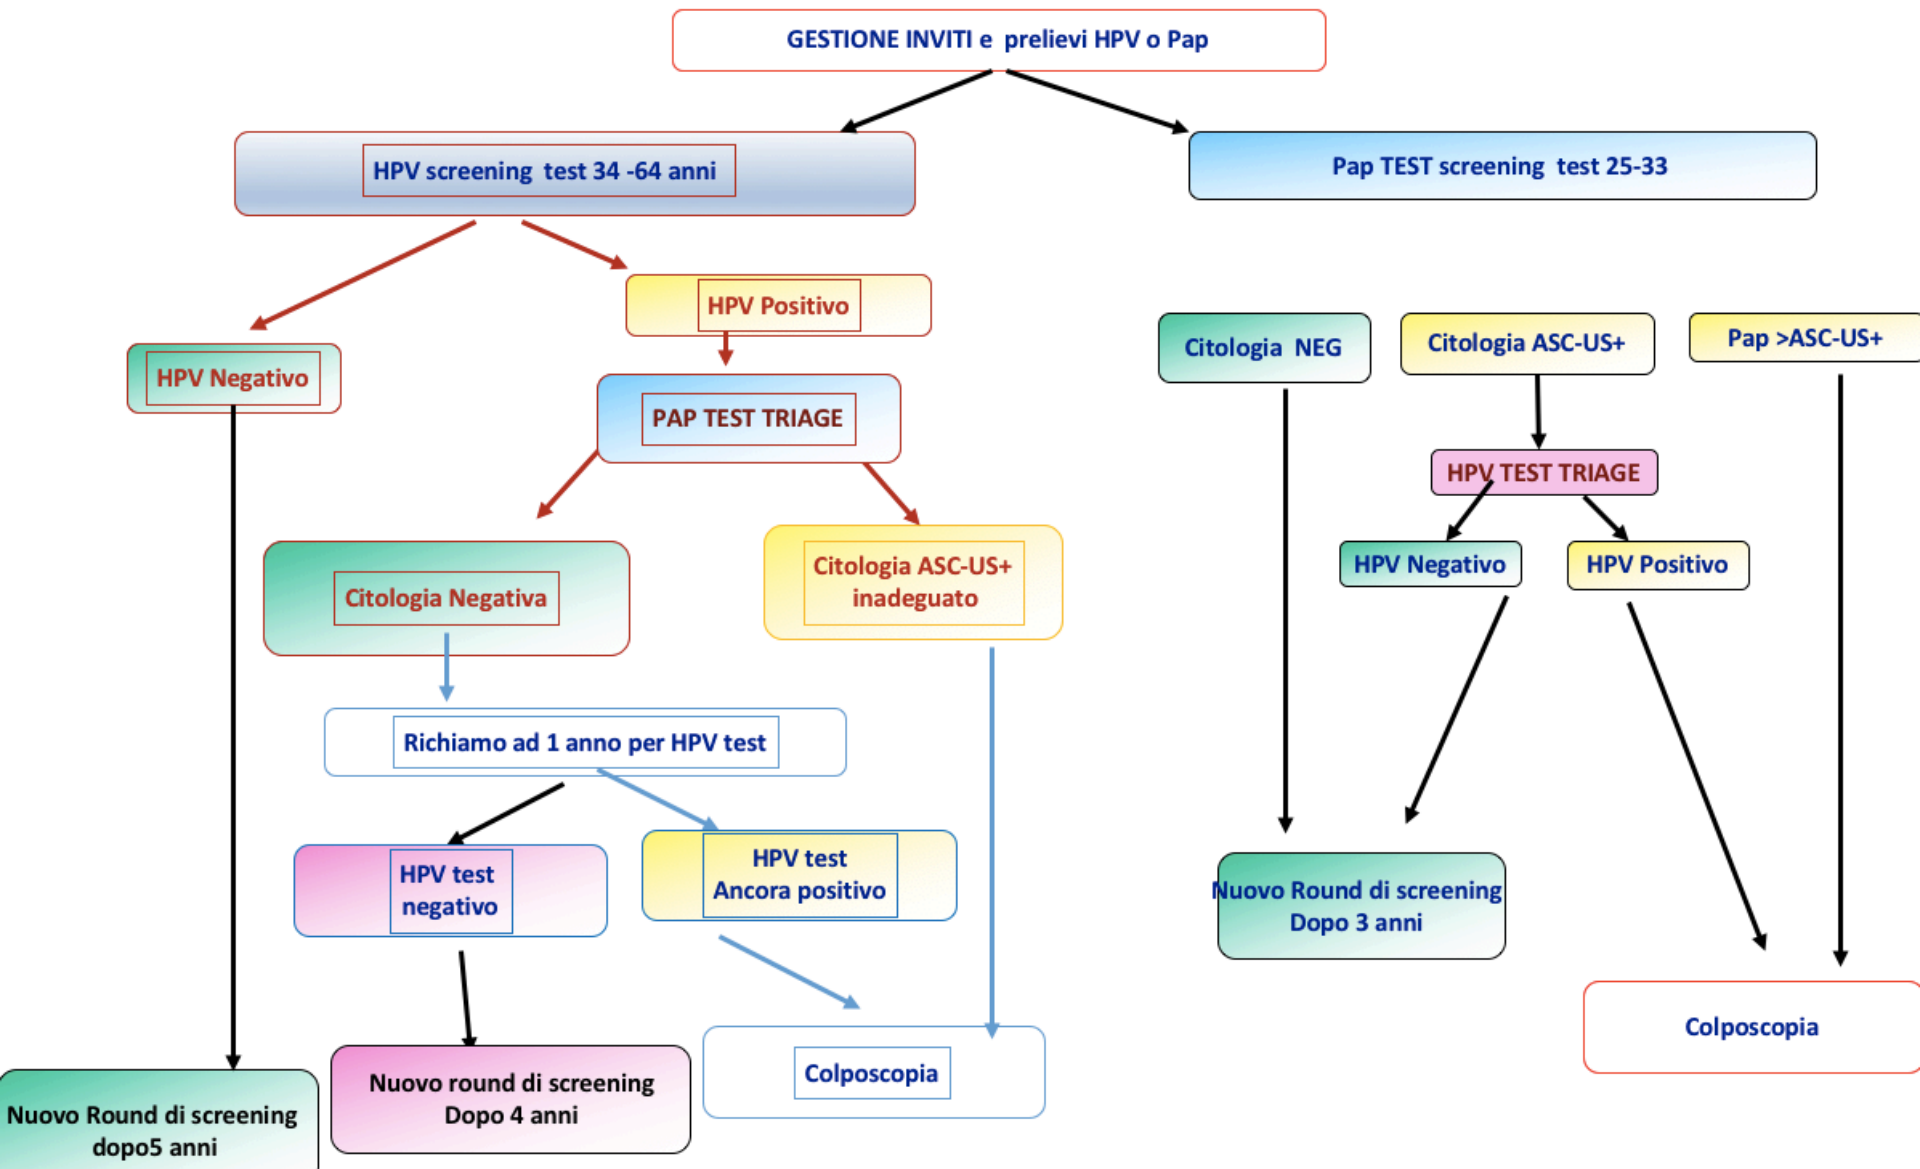 GESTIONE INVITI e prelievi HPV o Pap
HPV screening test 34 -64 anni
Pap TEST screening test 25-33
HPV Positivo
HPV Negativo
PAP TEST TRIAGE
Citologia Negativa
Citologia ASC-US+
inadeguato
Richiamo ad 1 anno per HPV test
HPV test
negativo
HPV test
Ancora positivo
Nuovo Round di screening
dopo5 anni
Nuovo round di screening
Dopo 4 anni
Colposcopia
Citologia NEG
Citologia ASC-US+
Pap >ASC-US+
HPV TEST TRIAGE
HPV Negativo
HPV Positivo
Nuovo Round di screening
Dopo 3 anni
Colposcopia